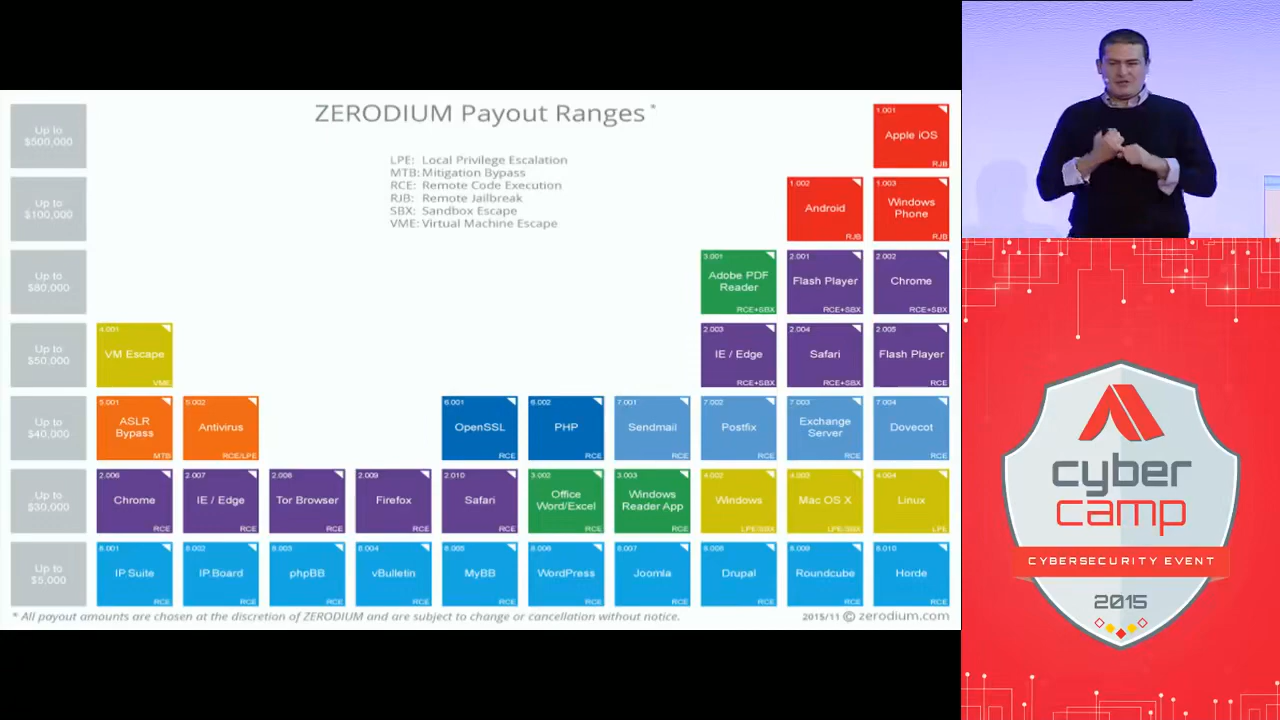 ZERODIUM Payout Ranges *
LPE: Local Privilege Escalation
MTB: Mitigation Bypass
RCE: Remote Code Execution
RJB: Remote Jailbreak
SBX: Sandbox Escape
VME: Virtual Machine Escape
Up to
$500,000
1.001
Apple iOS
RJB
Up to
$100,000
1.002
Android
RJB
1.003
Windows
Phone
RJB
Up to
$80,000
3.001
Adobe PDF
Reader
RCE+SBX
2.001
Flash Player
RCE+SBX
2.002
Chrome
RCE+SBX
Up to
$50,000
4.001
VM Escape
VME
2.003
IE / Edge
RCE+SBX
2.004
Safari
RCE+SBX
2.005
Flash Player
RCE
Up to
$40,000
5.001
ASLR
Bypass
MTB
5.002
Antivirus
RCE/LPE
6.001
OpenSSL
RCE
6.002
PHP
RCE
7.001
Sendmail
RCE
7.002
Postfix
RCE
7.003
Exchange
Server
RCE
7.004
Dovecot
RCE
Up to
$30,000
2.006
Chrome
RCE
2.007
IE / Edge
RCE
2.008
Tor Browser
RCE
2.009
Firefox
RCE
2.010
Safari
RCE
3.002
Office
Word/Excel
RCE
3.003
Windows
Reader App
RCE
4.002
Windows
LPE/SBX
4.003
Mac OS X
LPE/SBX
4.004
Linux
LPE
Up to
$5,000
8.001
IP.Suite
RCE
8.002
IP.Board
RCE
8.003
phpBB
RCE
8.004
vBulletin
RCE
8.005
MyBB
RCE
8.006
WordPress
RCE
8.007
Joomla
RCE
8.008
Drupal
RCE
8.009
Roundcube
RCE
8.010
Horde
RCE
* All payout amounts are chosen at the discretion of ZERODIUM and are subject to change or cancellation without notice.
2015/11 © zerodium.com
cyber
camp
CYBERSECURITY EVENT
2015